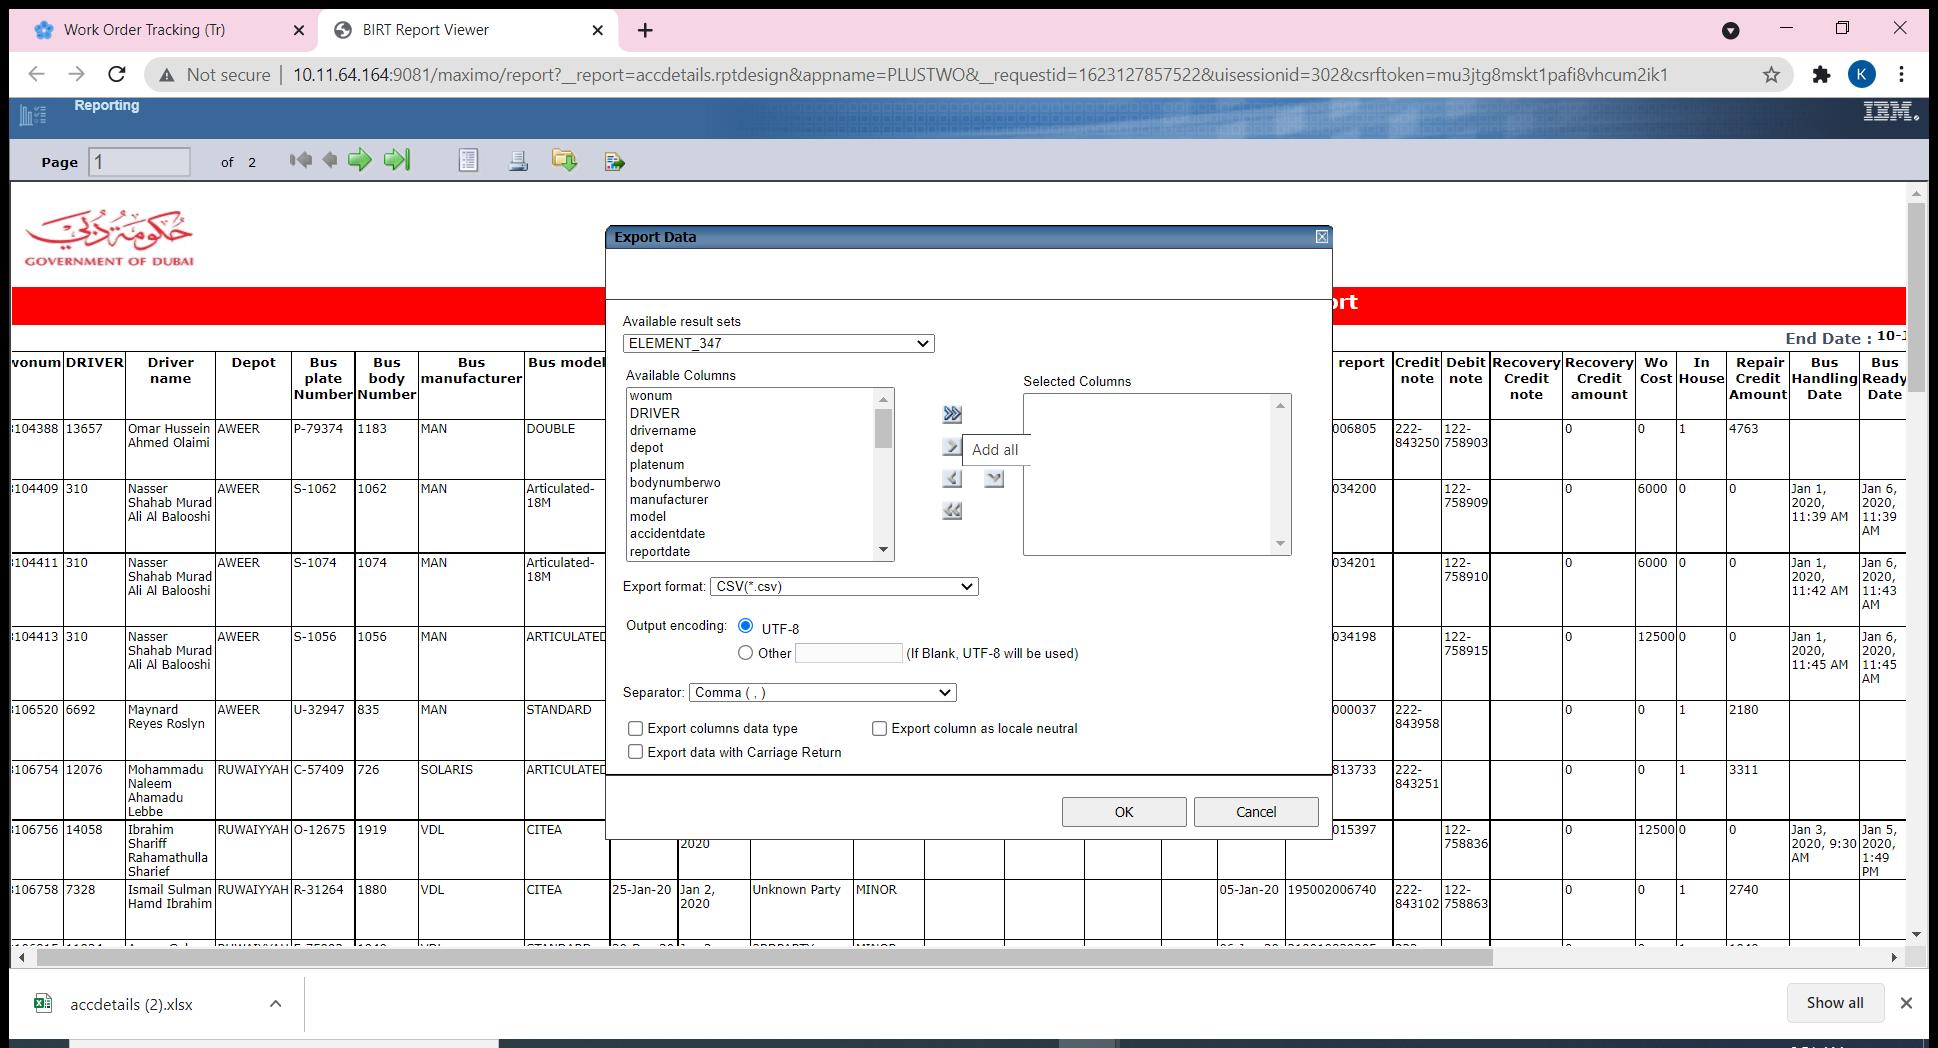 Work Order Tracking (Tr)
BIRT Report Viewer
Not secure
10.11.64.164:9081/maximo/report?__report=accdetails.rptdesign&appname=PLUSTWO&__requestid=1623127857522&uisessionid=302&csrftoken=mu3jtg8mskt1pafi8vhcum2ik1
K
Reporting
IBM.
Page 1 of 2
حكومة دبي
GOVERNMENT OF DUBAI
End Date :
wonum DRIVER Driver name Depot Bus plate Number Bus body Number Bus manufacturer Bus model report Credit note Debit note Recovery Credit note Recovery Credit amount Wo Cost In House Repair Credit Amount Bus Handling Date Bus Ready Date
104388 13657 Omar Hussein Ahmed Olaimi AWEER P-79374 1183 MAN DOUBLE 006805 222-843250 122-758903 0 0 1 4763
104409 310 Nasser Shahab Murad Ali Al Balooshi AWEER S-1062 1062 MAN Articulated-18M 034200 122-758909 0 6000 0 0 Jan 1, 2020, 11:39 AM Jan 6, 2020, 11:39 AM
104411 310 Nasser Shahab Murad Ali Al Balooshi AWEER S-1074 1074 MAN Articulated-18M 034201 122-758910 0 6000 0 0 Jan 1, 2020, 11:42 AM Jan 6, 2020, 11:43 AM
104413 310 Nasser Shahab Murad Ali Al Balooshi AWEER S-1056 1056 MAN ARTICULATED 034198 122-758915 0 12500 0 0 Jan 1, 2020, 11:45 AM Jan 6, 2020, 11:45 AM
106520 6692 Maynard Reyes Roslyn AWEER U-32947 835 MAN STANDARD 000037 222-843958 0 0 1 2180
106754 12076 Mohammadu Naleem Ahamadu Lebbe RUWAIYYAH C-57409 726 SOLARIS ARTICULATED 813733 222-843251 0 0 1 3311
106756 14058 Ibrahim Shariff Rahamathulla Sharief RUWAIYYAH O-12675 1919 VDL CITEA 2020 015397 122-758836 0 12500 0 0 Jan 3, 2020, 9:30 AM Jan 5, 2020, 1:49 PM
106758 7328 Ismail Sulman Hamd Ibrahim RUWAIYYAH R-31264 1880 VDL CITEA 25-Jan-20 Jan 2, 2020 Unknown Party MINOR 05-Jan-20 195002006740 222-843102 122-758863 0 0 1 2740
Export Data
Available result sets
ELEMENT_347
Available Columns
Selected Columns
wonum
DRIVER
drivername
depot
platenum
bodynumberwo
manufacturer
model
accidentdate
reportdate
Add all
Export format: CSV(*.csv)
Output encoding: UTF-8
Other (If Blank, UTF-8 will be used)
Separator: Comma ( , )
Export columns data type
Export column as locale neutral
Export data with Carriage Return
OK
Cancel
accdetails (2).xlsx
Show all